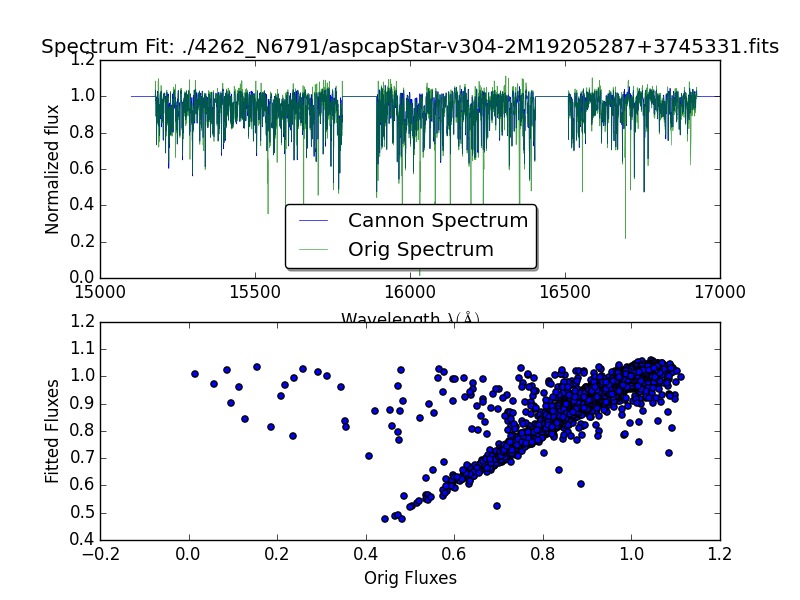 Spectrum Fit: ./4262_N6791/aspcapStar-v304-2M19205287+3745331.fits
1.2
1.0
0.8
0.6
0.4
0.2
0.0
Normalized flux
Cannon Spectrum
Orig Spectrum
15000 15500 16000 16500 17000
Wavelength λ(Å)
1.2
1.1
1.0
0.9
0.8
0.7
0.6
0.5
0.4
Fitted Fluxes
−0.2 0.0 0.2 0.4 0.6 0.8 1.0 1.2
Orig Fluxes